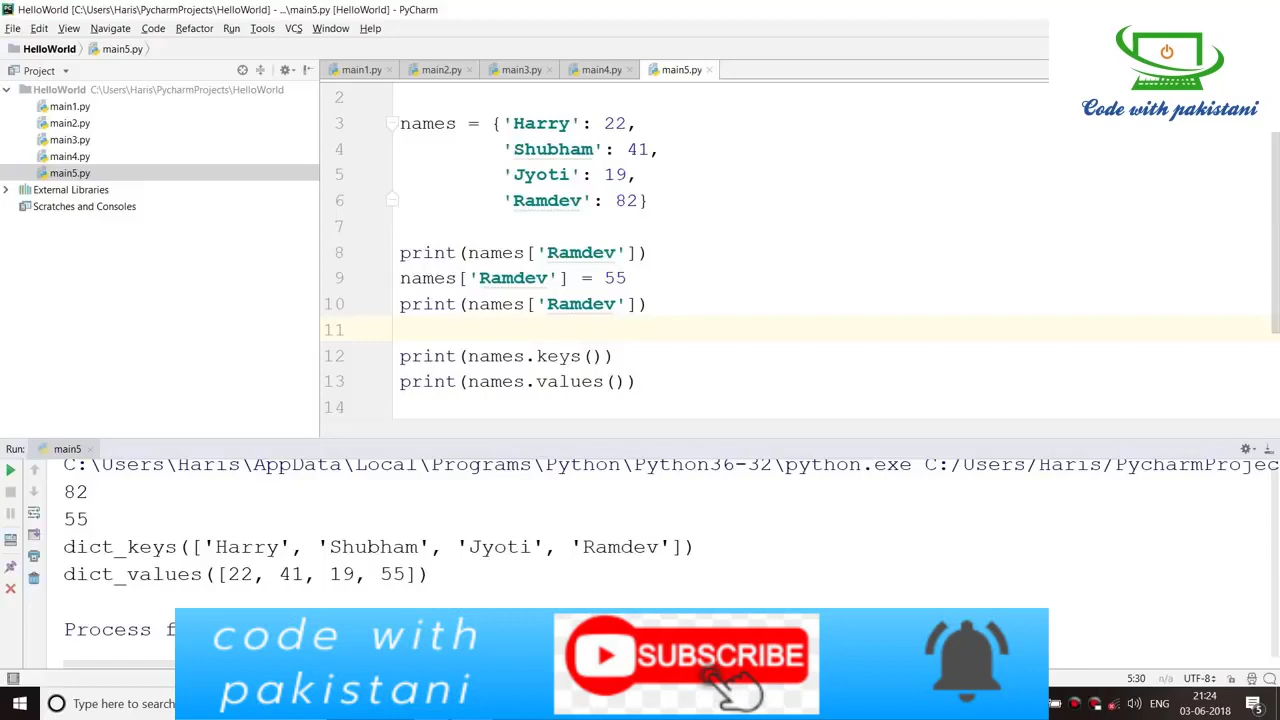 HelloWorld [C:\Users\Haris\PycharmProjects\HelloWorld] - ...\main5.py [HelloWorld] - PyCharm
File Edit View Navigate Code Refactor Run Tools VCS Window Help
HelloWorld main5.py
Project
main1.py main2.py main3.py main4.py main5.py
HelloWorld C:\Users\Haris\PycharmProjects\HelloWorld
main1.py
main2.py
main3.py
main4.py
main5.py
External Libraries
Scratches and Consoles
2
3 names = {'Harry': 22,
4 'Shubham': 41,
5 'Jyoti': 19,
6 'Ramdev': 82}
7
8 print(names['Ramdev'])
9 names['Ramdev'] = 55
10 print(names['Ramdev'])
11
12 print(names.keys())
13 print(names.values())
14
Code with pakistani
Run: main5
C:\Users\Haris\AppData\Local\Programs\Python\Python36-32\python.exe C:/Users/Haris/PycharmProjec
82
55
dict_keys(['Harry', 'Shubham', 'Jyoti', 'Ramdev'])
dict_values([22, 41, 19, 55])
Process f
code with
pakistani
SUBSCRIBE
5:30 n/a UTF-8
Type here to search
ENG
21:24
03-06-2018
5